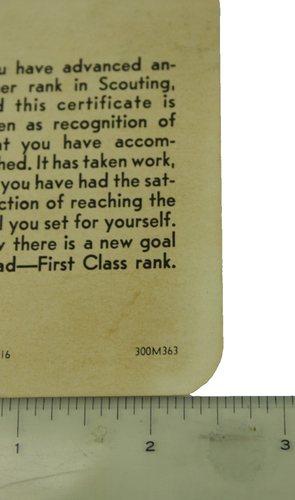 u have advanced an-
er rank in Scouting,
d this certificate is
en as recognition of
at you have accom-
hed. It has taken work,
you have had the sat-
ction of reaching the
l you set for yourself.
w there is a new goal
ad—First Class rank.
16 300M363
1 2 3